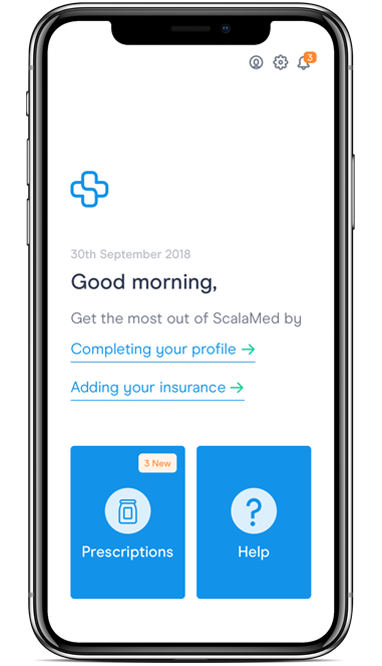 3
30th September 2018
Good morning,
Get the most out of ScalaMed by
Completing your profile →
Adding your insurance →
3 New
Prescriptions
?
Help